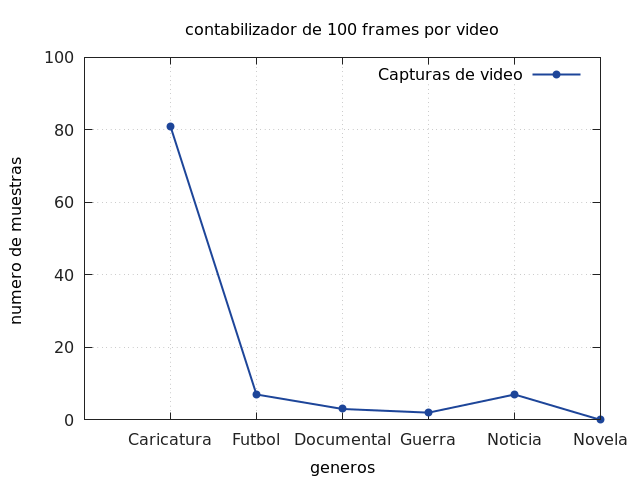 contabilizador de 100 frames por video
Capturas de video
100
80
60
40
20
0
numero de muestras
Caricatura Futbol Documental Guerra Noticia Novela
generos